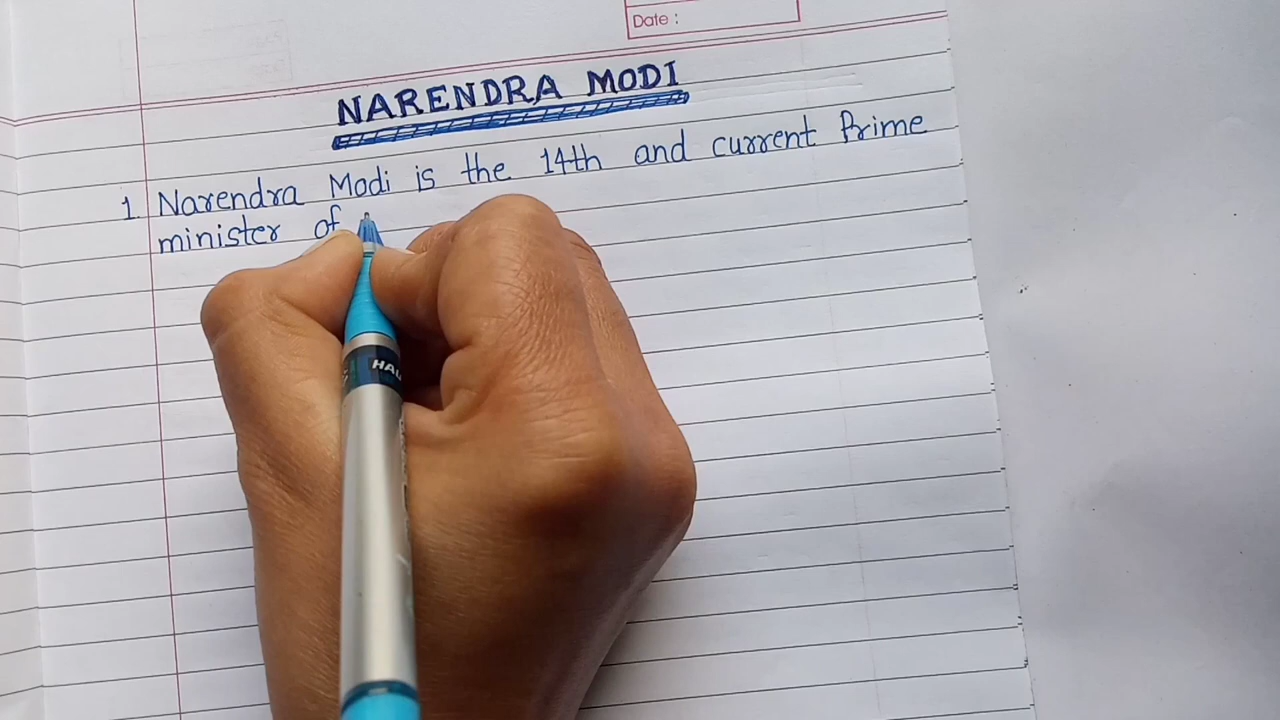 Date :
NARENDRA MODI
1. Narendra Modi is the 14th and current Prime
minister of